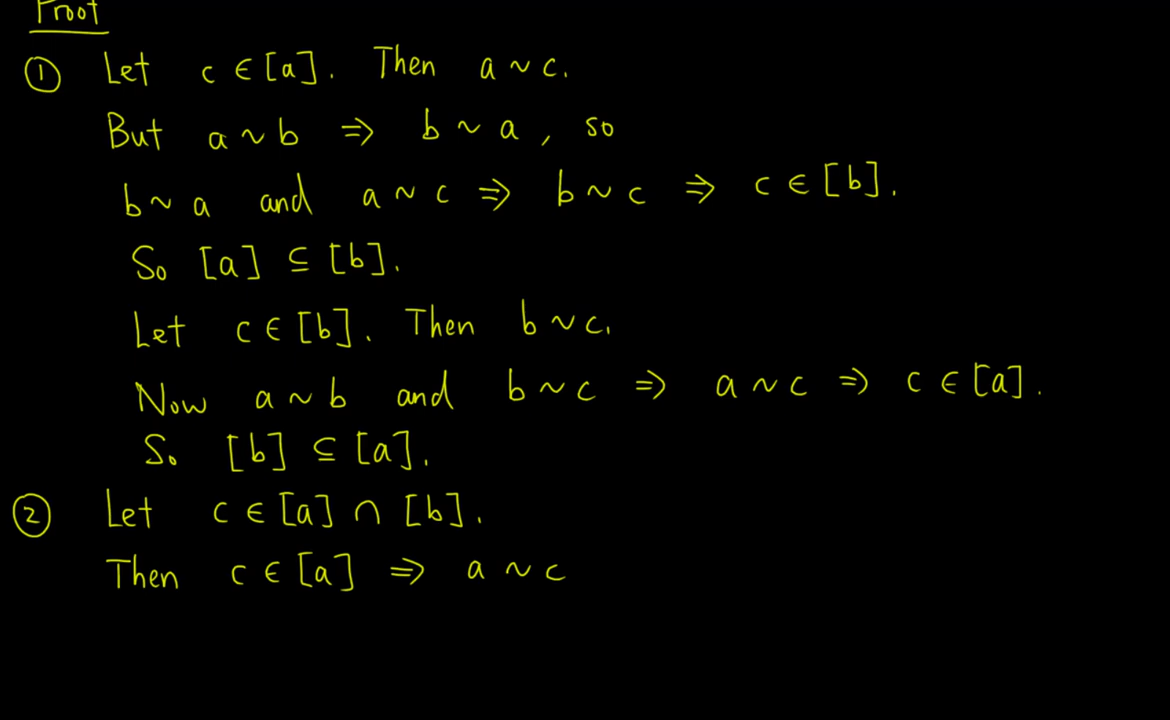 Proof
① Let c ∈ [a]. Then a ~ c.
But a ~ b ⇒ b ~ a, so
b ~ a and a ~ c ⇒ b ~ c ⇒ c ∈ [b].
So [a] ⊆ [b].
Let c ∈ [b]. Then b ~ c.
Now a ~ b and b ~ c ⇒ a ~ c ⇒ c ∈ [a].
So [b] ⊆ [a].
② Let c ∈ [a] ∩ [b].
Then c ∈ [a] ⇒ a ~ c